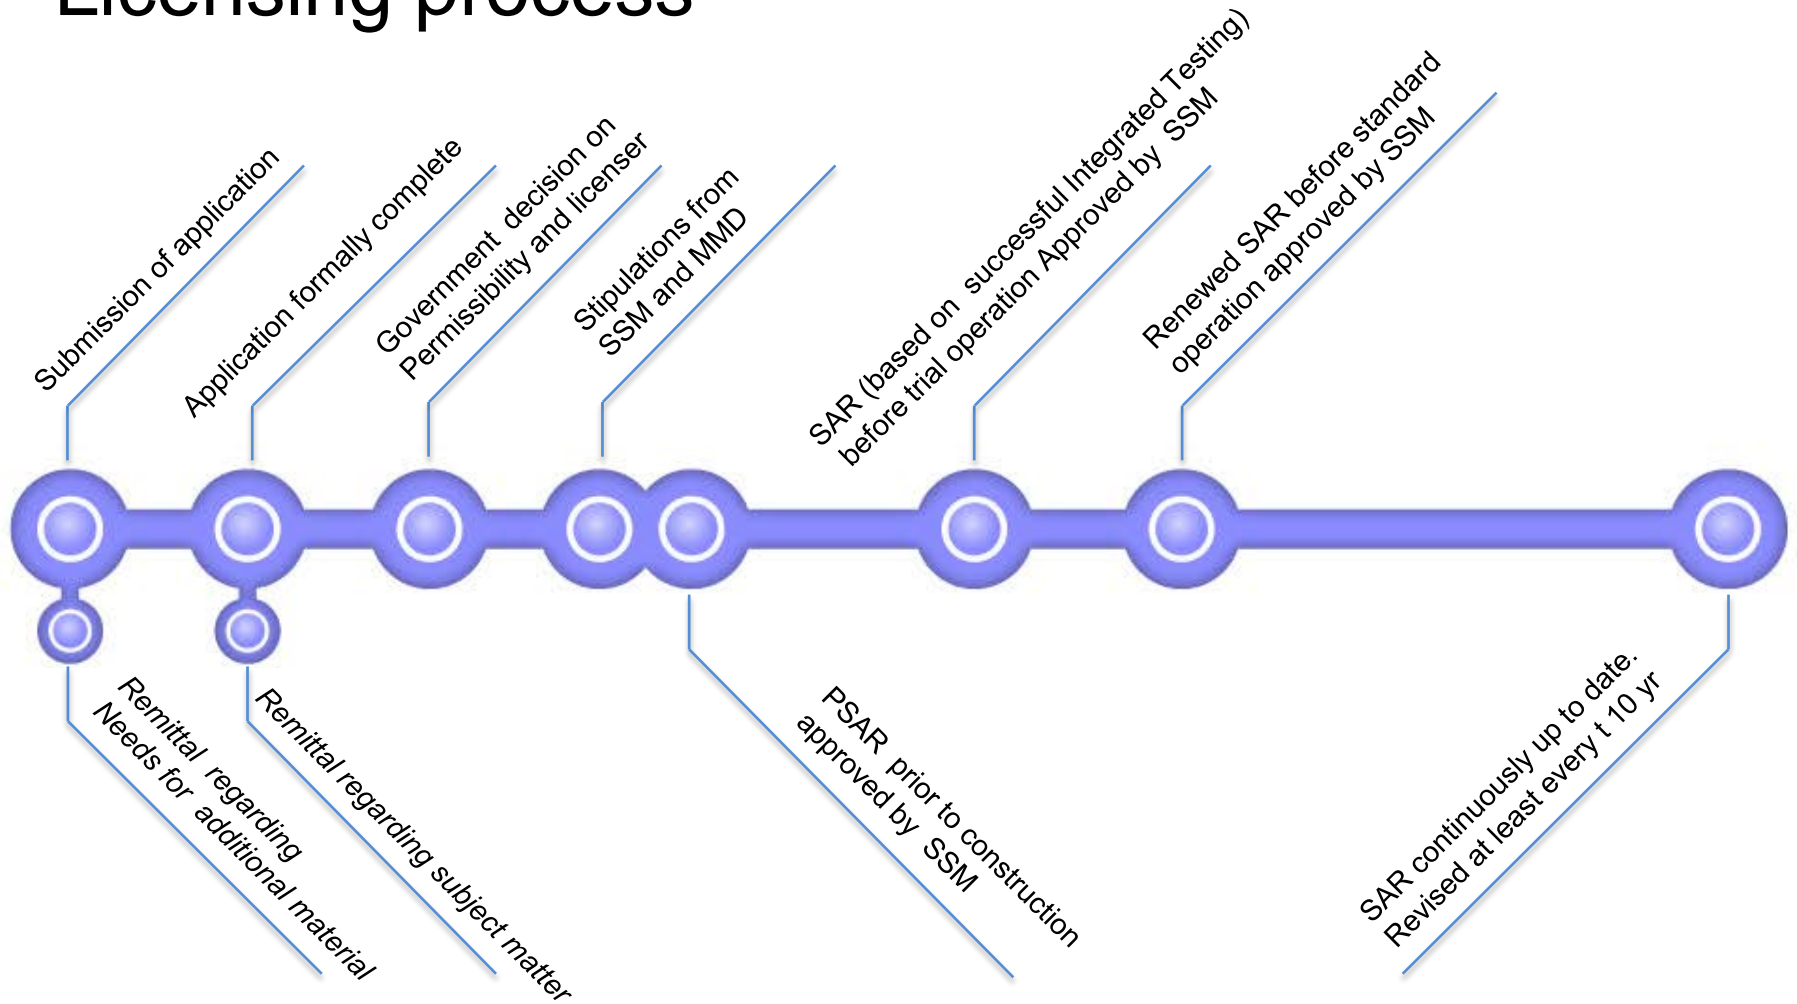 Licensing process
Submission of application
Application formally complete
Government decision on
Permissibility and licenser
Stipulations from
SSM and MMD
SAR (based on successful Integrated Testing)
before trial operation Approved by SSM
Renewed SAR before standard
operation approved by SSM
Remittal regarding
Needs for additional material
Remittal regarding subject matter
PSAR prior to construction
approved by SSM
SAR continuously up to date.
Revised at least every t 10 yr